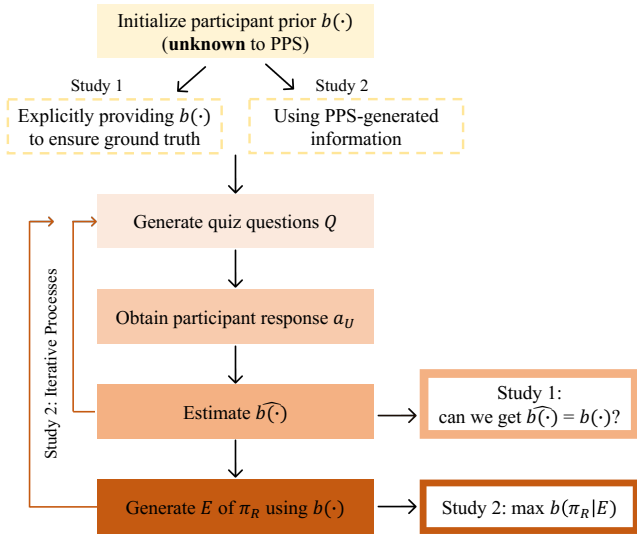 Initialize participant prior b(·)
(unknown to PPS)
Study 1
Study 2
Explicitly providing b(·)
to ensure ground truth
Using PPS-generated
information
Generate quiz questions Q
Study 2: Iterative Processes
Obtain participant response a_U
Estimate \widehat{b(·)}
Study 1:
can we get \widehat{b(·)} = b(·)?
Generate E of π_R using b(·)
Study 2: max b(π_R|E)